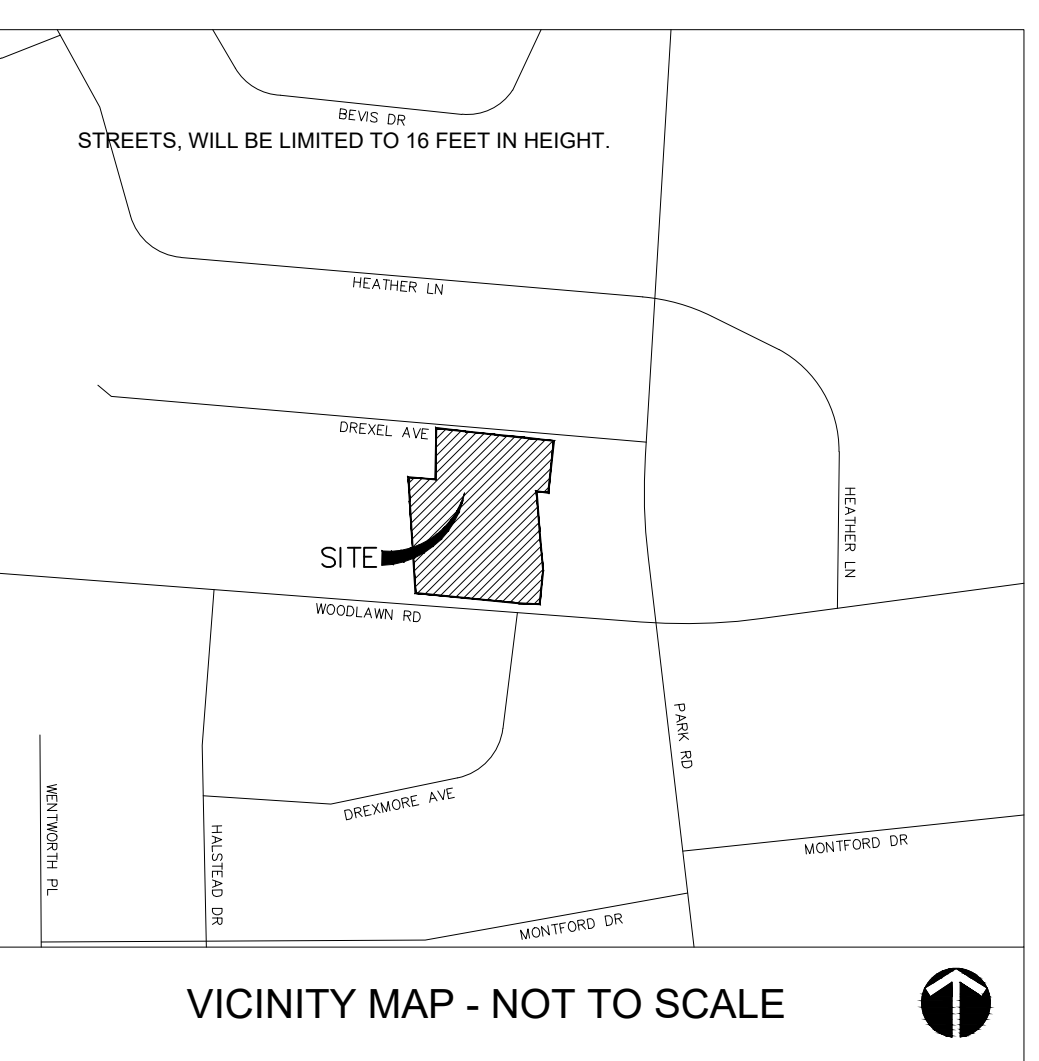 BEVIS DR
STREETS, WILL BE LIMITED TO 16 FEET IN HEIGHT.
HEATHER LN
DREXEL AVE
HEATHER LN
SITE
WOODLAWN RD
PARK RD
WENTWORTH PL
DREXMORE AVE
HALSTEAD DR
MONTFORD DR
MONTFORD DR
VICINITY MAP - NOT TO SCALE